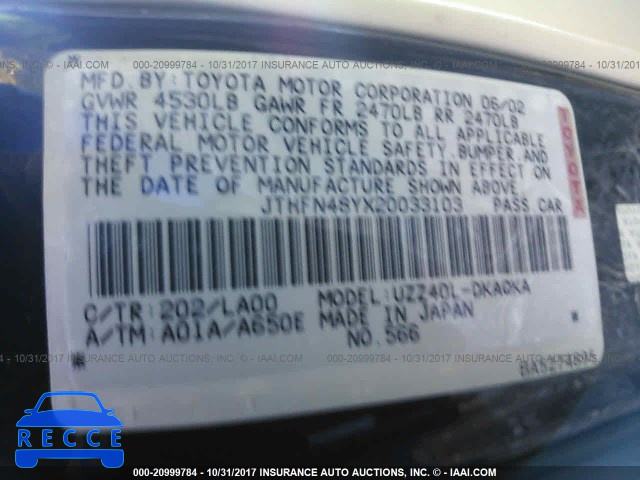 000-20999784 - 10/31/2017 INSURANCE AUTO AUCTIONS, INC. - © - IAAI.COM
MFD. BY: TOYOTA MOTOR CORPORATION 06/02
GVWR 4530LB GAWR FR 2470LB RR 2470LB
THIS VEHICLE CONFORMS TO ALL APPLICABLE
FEDERAL MOTOR VEHICLE SAFETY, BUMPER AND
THEFT PREVENTION STANDARDS IN EFFECT ON
THE DATE OF MANUFACTURE SHOWN ABOVE.
JTHFN48YX20033103 PASS CAR
TOYOTA
C/TR: 202/LA00 MODEL: UZZ40L-DKAQKA
A/TM: A01A/A650E MADE IN JAPAN
NO. 566
RECCE
000-20999784 - 10/31/2017 INSURANCE AUTO AUCTIONS, INC. - © - IAAI.COM